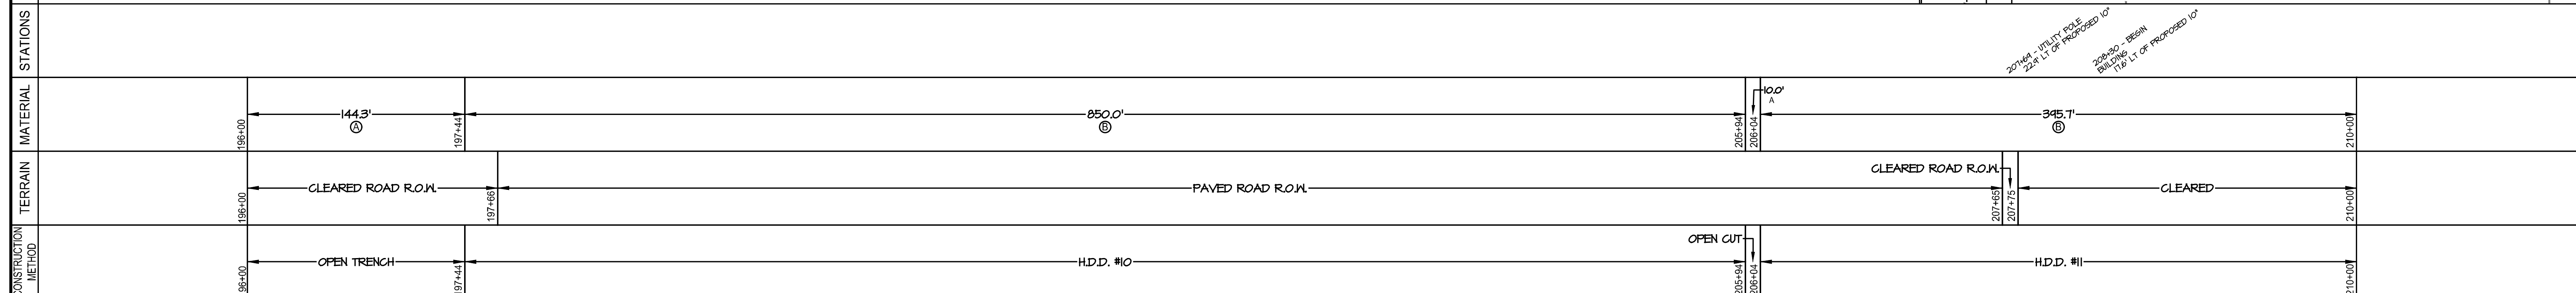 STATIONS
207+69 - UTILITY POLE
22.9' LT OF PROPOSED 10"
208+30 - BEGIN
BUILDING
17.6' LT OF PROPOSED 10"
MATERIAL
196+00
144.3'
A
197+44
850.0'
B
205+94
206+04
10.0'
A
395.7'
B
210+00
TERRAIN
196+00
CLEARED ROAD R.O.W.
197+66
PAVED ROAD R.O.W.
207+65
CLEARED ROAD R.O.W.
207+75
CLEARED
210+00
CONSTRUCTION
METHOD
96+00
OPEN TRENCH
197+44
H.D.D. #10
205+94
OPEN CUT
206+04
H.D.D. #11
210+00